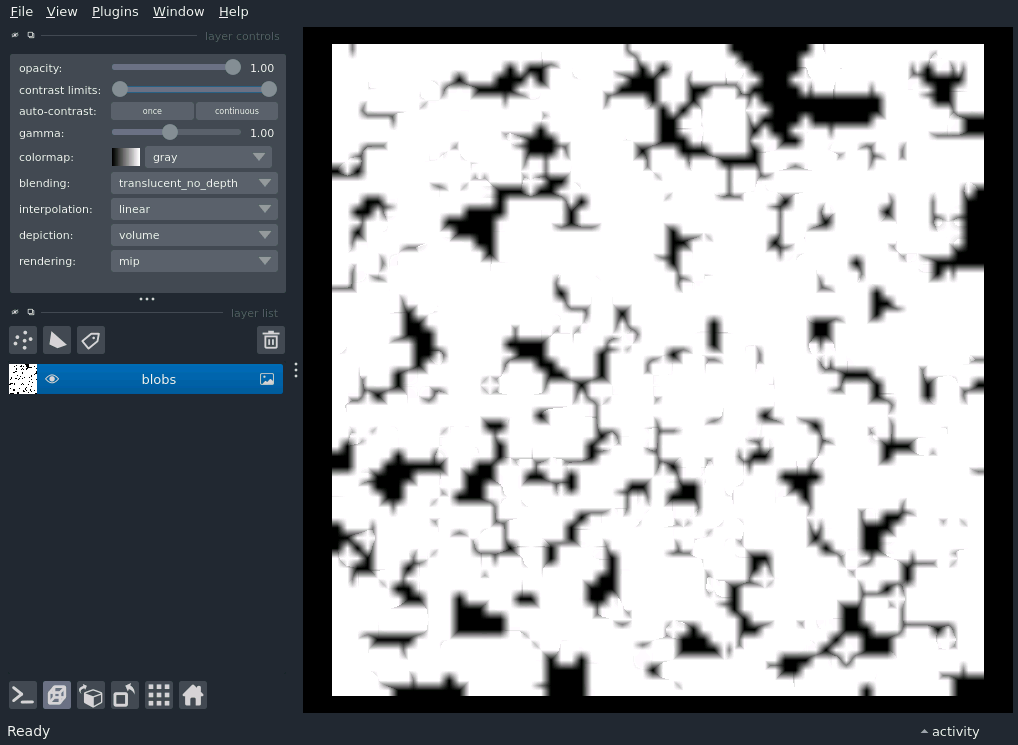 File View Plugins Window Help
layer controls
opacity: 1.00
contrast limits:
auto-contrast: once continuous
gamma: 1.00
colormap: gray
blending: translucent_no_depth
interpolation: linear
depiction: volume
rendering: mip
layer list
blobs
Ready activity